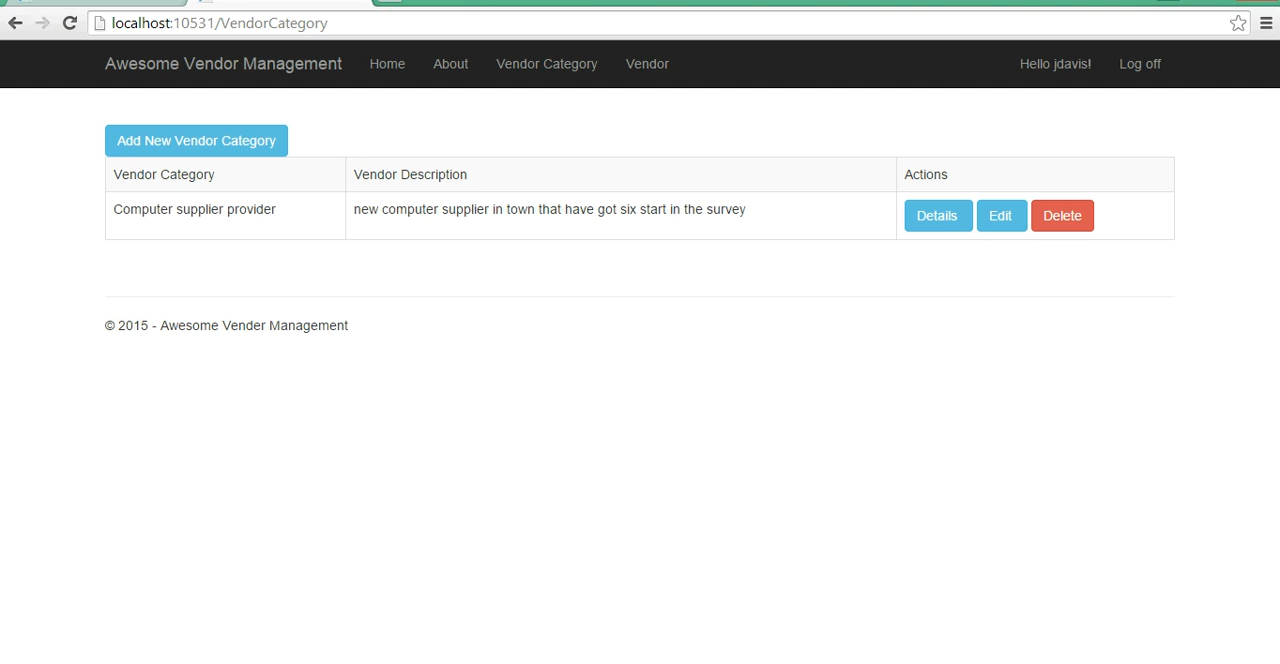 localhost:10531/VendorCategory
Awesome Vendor Management Home About Vendor Category Vendor Hello jdavis! Log off
Add New Vendor Category
Vendor Category Vendor Description Actions
Computer supplier provider new computer supplier in town that have got six start in the survey Details Edit Delete
© 2015 - Awesome Vender Management